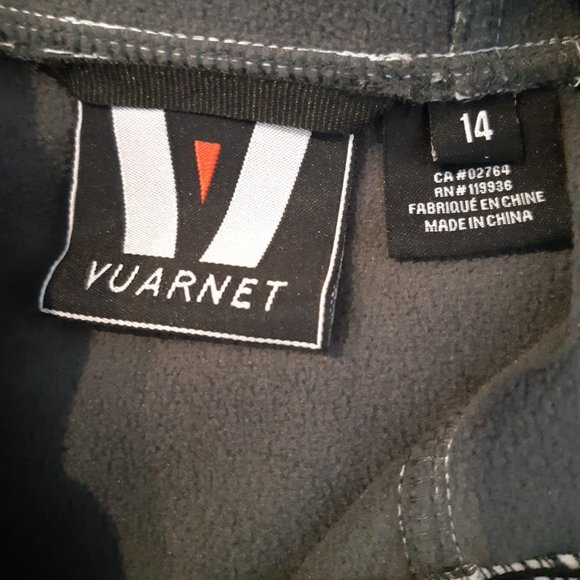 VUARNET
14
CA#02764
RN#119936
FABRIQUÉ EN CHINE
MADE IN CHINA